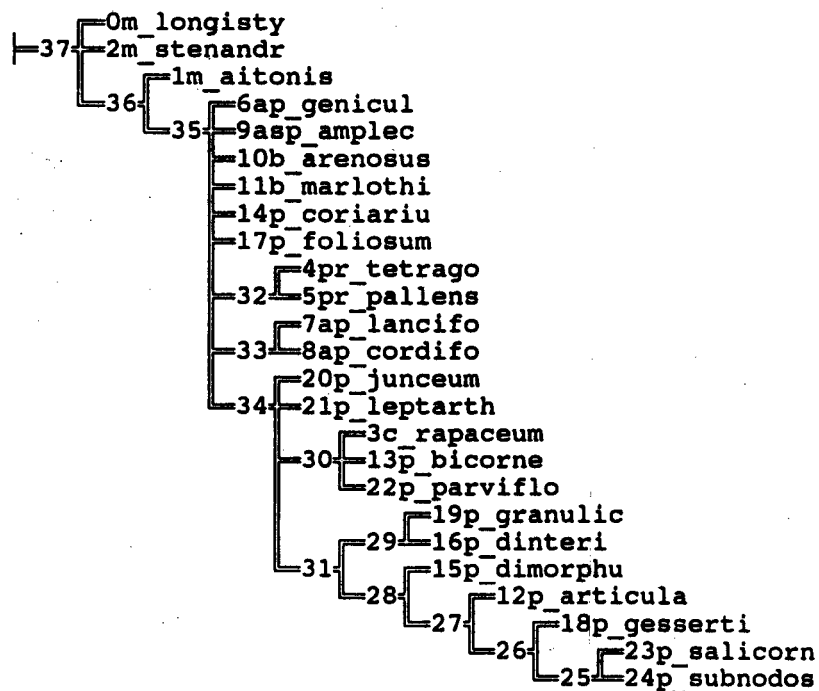 0m_longisty
37 2m_stenandr
1m_aitonis
36 6ap_genicul
35 9asp_amplec
10b_arenosus
11b_marlothi
14p_coriariu
17p_foliosum
4pr_tetrago
32 5pr_pallens
7ap_lancifo
33 8ap_cordifo
20p_junceum
34 21p_leptarth
3c_rapaceum
30 13p_bicorne
22p_parviflo
19p_granulic
29 16p_dinteri
31 15p_dimorphu
28 12p_articula
27 18p_gesserti
26 23p_salicorn
25 24p_subnodos